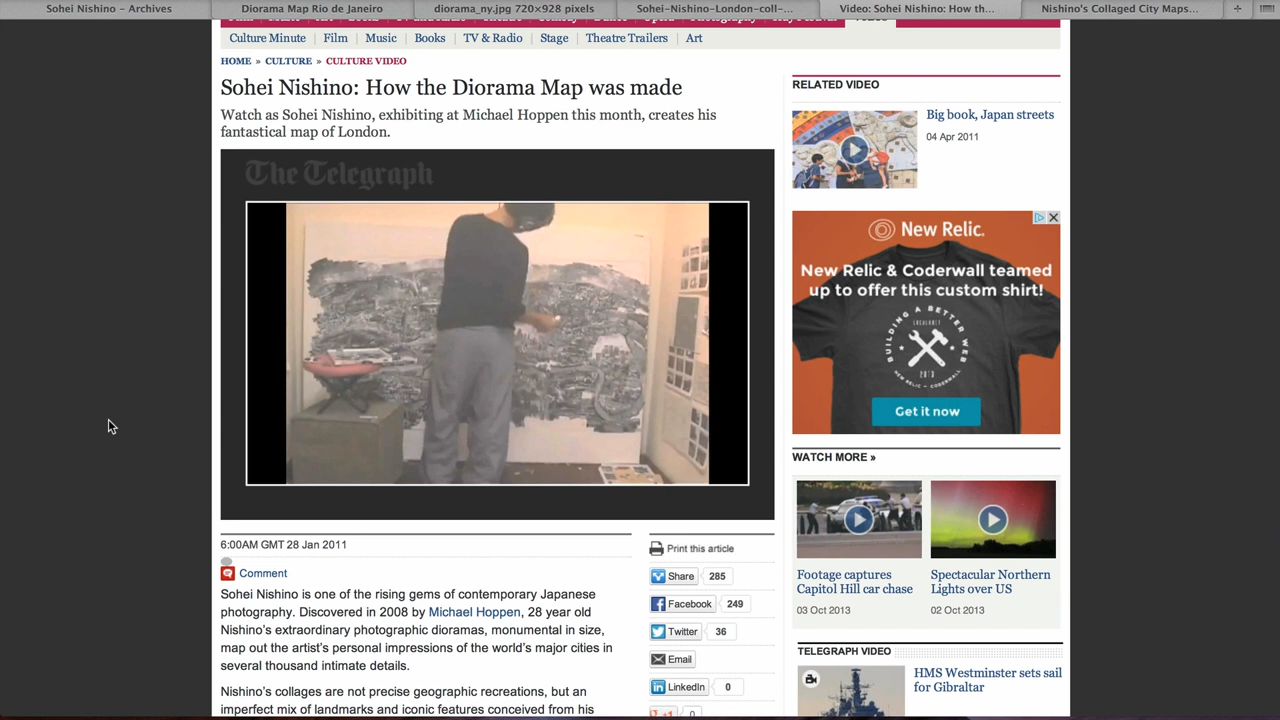 Sohei Nishino - Archives
Diorama Map Rio de Janeiro
diorama_ny.jpg 720×928 pixels
Sohei-Nishino-London-coll-...
Video: Sohei Nishino: How th...
Nishino's Collaged City Maps...
Culture Minute | Film | Music | Books | TV & Radio | Stage | Theatre Trailers | Art
HOME » CULTURE » CULTURE VIDEO
Sohei Nishino: How the Diorama Map was made
Watch as Sohei Nishino, exhibiting at Michael Hoppen this month, creates his
fantastical map of London.
The Telegraph
6:00AM GMT 28 Jan 2011
Comment
Sohei Nishino is one of the rising gems of contemporary Japanese
photography. Discovered in 2008 by Michael Hoppen, 28 year old
Nishino's extraordinary photographic dioramas, monumental in size,
map out the artist's personal impressions of the world's major cities in
several thousand intimate details.
Nishino's collages are not precise geographic recreations, but an
imperfect mix of landmarks and iconic features conceived from his
Print this article
Share 285
Facebook 249
Twitter 36
Email
LinkedIn 0
+1 0
RELATED VIDEO
Big book, Japan streets
04 Apr 2011
New Relic.
New Relic & Coderwall teamed
up to offer this custom shirt!
BUILDING A BETTER WEB
2013
NEW RELIC - CODERWALL
Get it now
WATCH MORE »
Footage captures
Capitol Hill car chase
03 Oct 2013
Spectacular Northern
Lights over US
02 Oct 2013
TELEGRAPH VIDEO
HMS Westminster sets sail
for Gibraltar